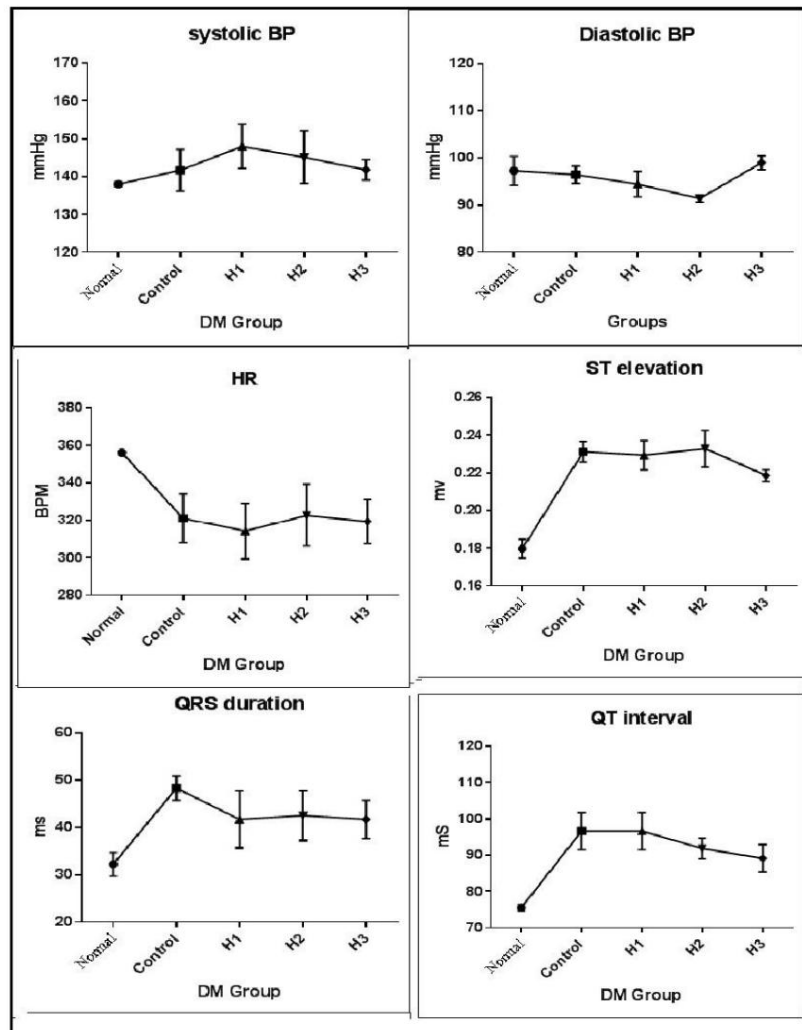 systolic BP
170
160
150
140
130
120
mmHg
Normal
Control
H1
H2
H3
DM Group
Diastolic BP
120
110
100
90
80
mmHg
Normal
Control
H1
H2
H3
Groups
HR
380
360
340
320
300
280
BPM
Normal
Control
H1
H2
H3
DM Group
ST elevation
0.26
0.24
0.22
0.20
0.18
0.16
mv
Normal
Control
H1
H2
H3
DM Group
QRS duration
60
50
40
30
20
ms
Normal
Control
H1
H2
H3
DM Group
QT interval
120
110
100
90
80
70
mS
Normal
Control
H1
H2
H3
DM Group